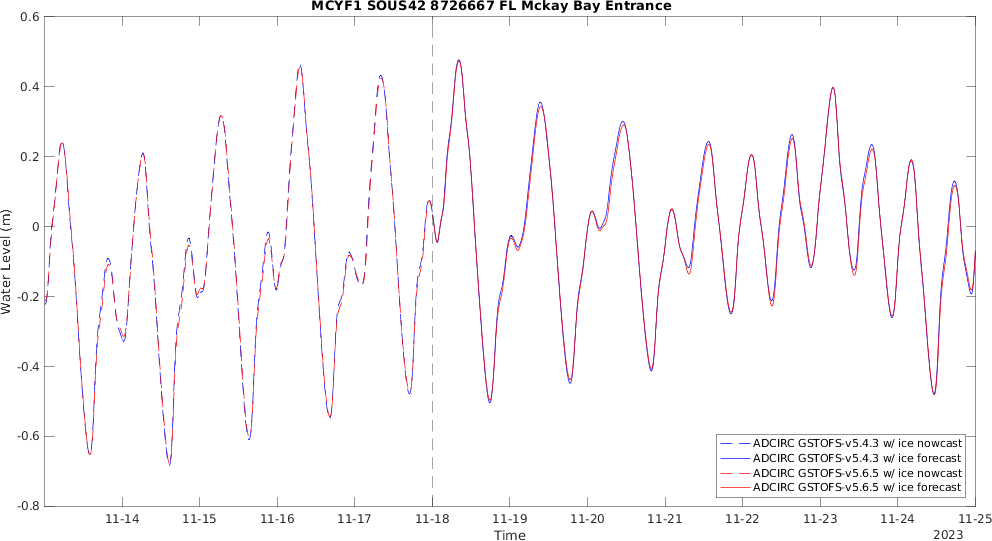 MCYF1 SOUS42 8726667 FL Mckay Bay Entrance
0.6
0.4
0.2
0
-0.2
-0.4
-0.6
-0.8
Water Level (m)
ADCIRC GSTOFS-v5.4.3 w/ ice nowcast
ADCIRC GSTOFS-v5.4.3 w/ ice forecast
ADCIRC GSTOFS-v5.6.5 w/ ice nowcast
ADCIRC GSTOFS-v5.6.5 w/ ice forecast
11-14 11-15 11-16 11-17 11-18 11-19 11-20 11-21 11-22 11-23 11-24 11-25
Time
2023